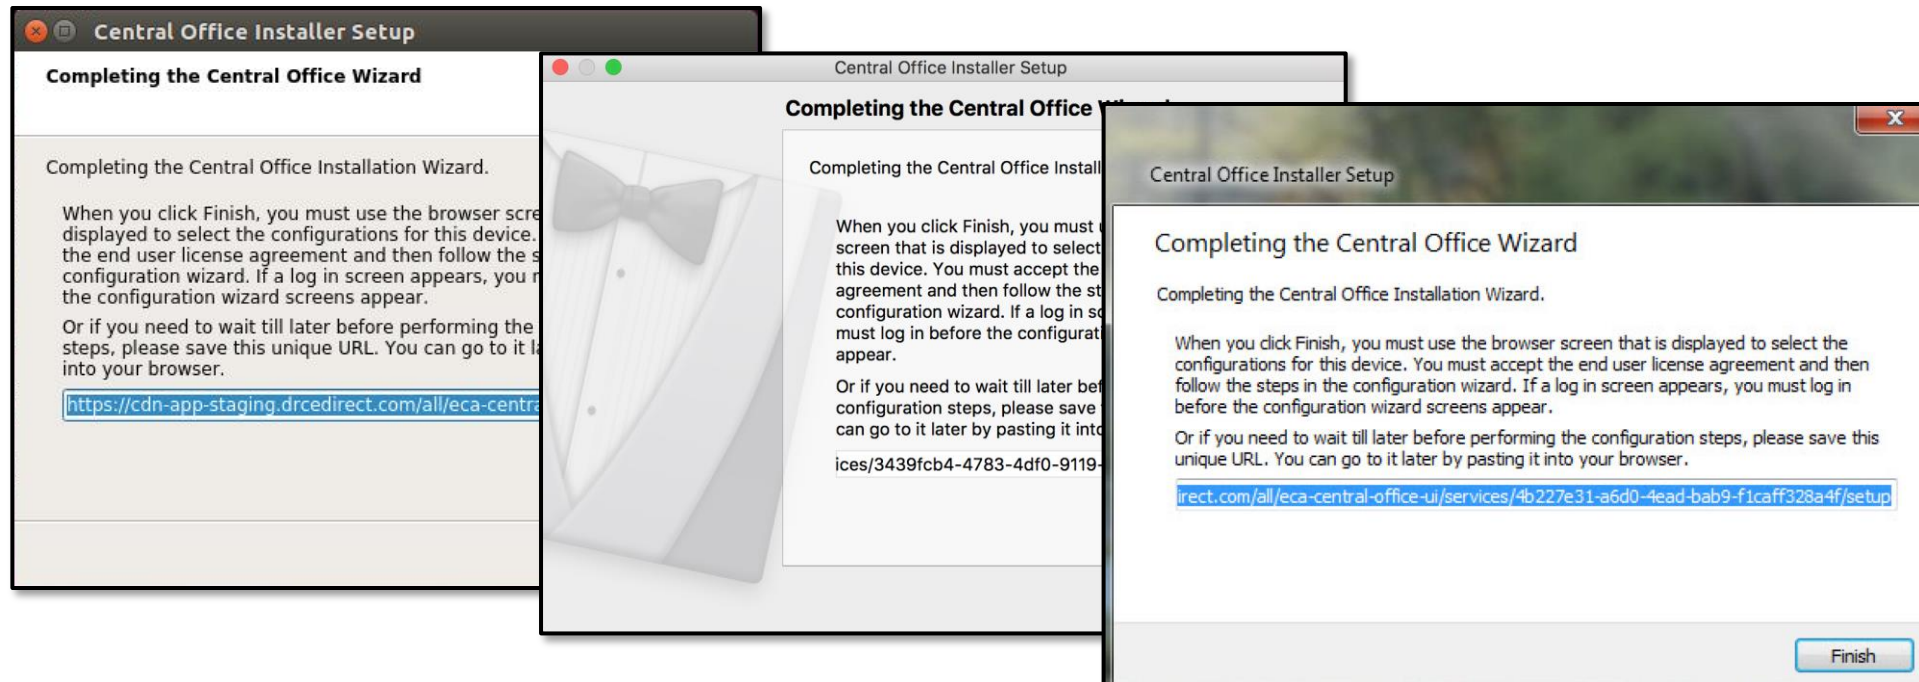 Central Office Installer Setup
Completing the Central Office Wizard
Completing the Central Office Installation Wizard.
When you click Finish, you must use the browser
displayed to select the configurations for this device.
the end user license agreement and then follow the
configuration wizard. If a log in screen appears, you
the configuration wizard screens appear.
Or if you need to wait till later before performing the
steps, please save this unique URL. You can go to it
into your browser.
https://cdn-app-staging.drcedirect.com/all/eca-centra
Central Office Installer Setup
Completing the Central Office
Completing the Central Office Install
When you click Finish, you must
screen that is displayed to select
this device. You must accept the
agreement and then follow the st
configuration wizard. If a log in
must log in before the configurati
appear.
Or if you need to wait till later bef
configuration steps, please save
can go to it later by pasting it into
ices/3439fcb4-4783-4df0-9119-
X
Central Office Installer Setup
Completing the Central Office Wizard
Completing the Central Office Installation Wizard.
When you click Finish, you must use the browser screen that is displayed to select the
configurations for this device. You must accept the end user license agreement and then
follow the steps in the configuration wizard. If a log in screen appears, you must log in
before the configuration wizard screens appear.
Or if you need to wait till later before performing the configuration steps, please save this
unique URL. You can go to it later by pasting it into your browser.
irect.com/all/eca-central-office-ui/services/4b227e31-a6d0-4ead-bab9-f1caff328a4f/setup
Finish